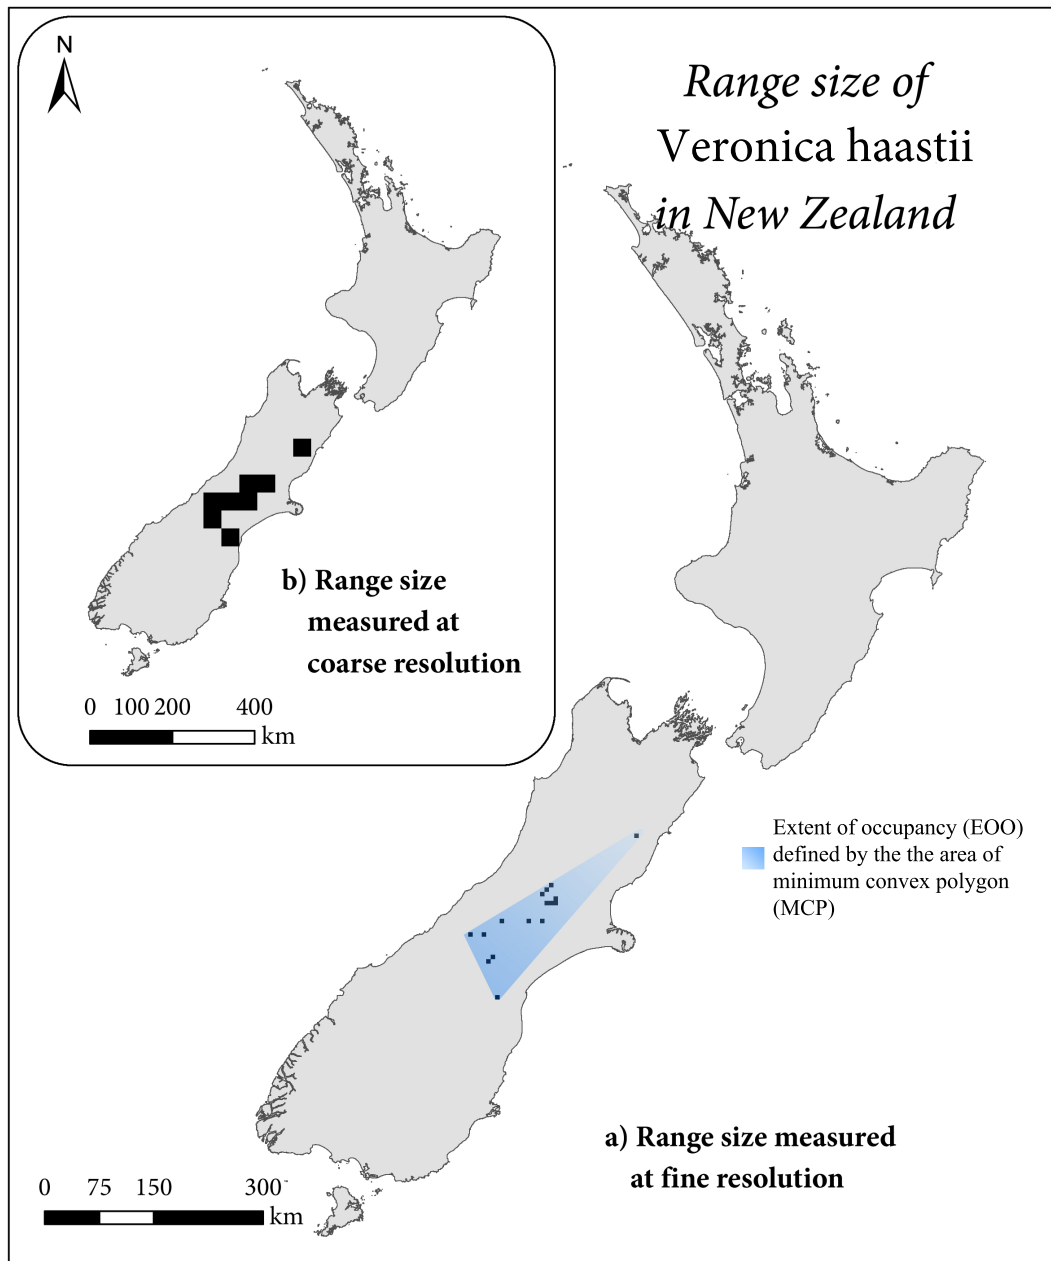 N
Range size of
Veronica haastii
in New Zealand
b) Range size
measured at
coarse resolution
0 100 200 400
km
Extent of occupancy (EOO)
defined by the the area of
minimum convex polygon
(MCP)
a) Range size measured
at fine resolution
0 75 150 300
km